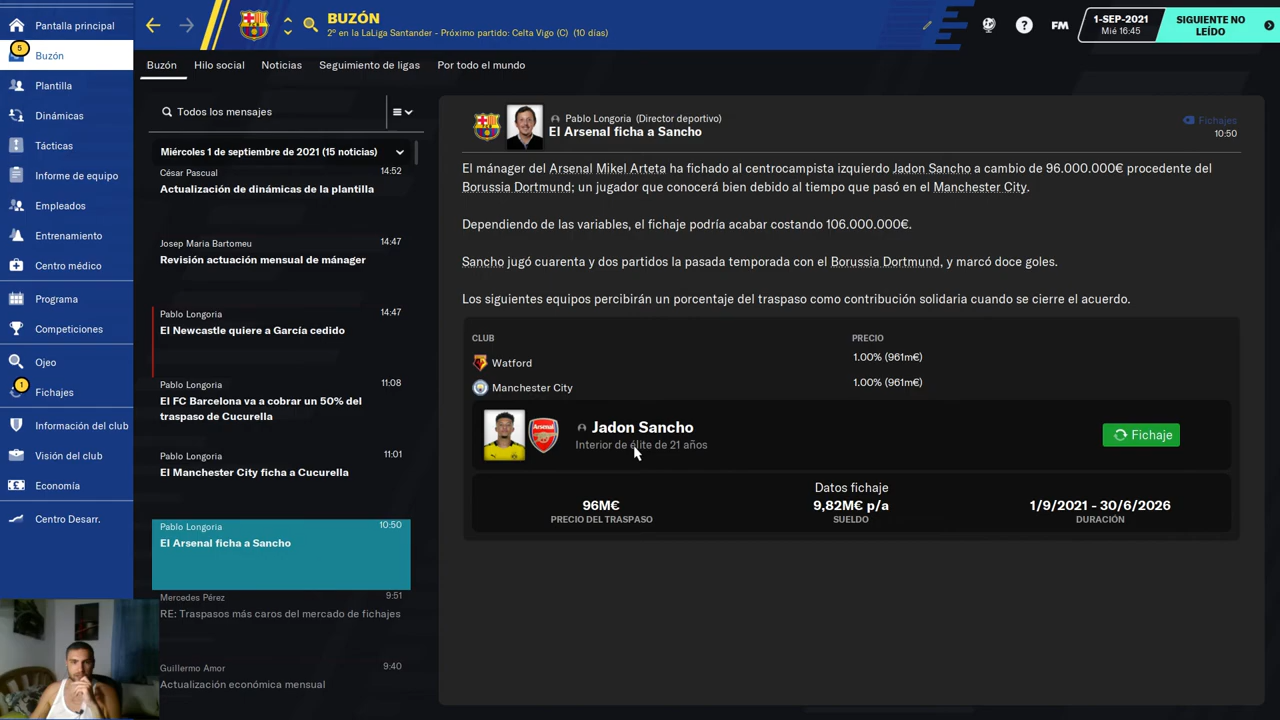 Pantalla principal
5
Buzón
Plantilla
Dinámicas
Tácticas
Informe de equipo
Empleados
Entrenamiento
Centro médico
Programa
Competiciones
Ojeo
1
Fichajes
Información del club
Visión del club
Economía
Centro Desarr.
BUZÓN
2º en la LaLiga Santander - Próximo partido: Celta Vigo (C) (10 días)
FM
1-SEP-2021
Mié 16:45
SIGUIENTE NO LEÍDO
Buzón
Hilo social
Noticias
Seguimiento de ligas
Por todo el mundo
Todos los mensajes
Miércoles 1 de septiembre de 2021 (15 noticias)
César Pascual 14:52
Actualización de dinámicas de la plantilla
Josep Maria Bartomeu 14:47
Revisión actuación mensual de mánager
Pablo Longoria 14:47
El Newcastle quiere a García cedido
Pablo Longoria 11:08
El FC Barcelona va a cobrar un 50% del
traspaso de Cucurella
Pablo Longoria 11:01
El Manchester City ficha a Cucurella
Pablo Longoria 10:50
El Arsenal ficha a Sancho
Mercedes Pérez 9:51
RE: Traspasos más caros del mercado de fichajes
Guillermo Amor 9:40
Actualización económica mensual
Pablo Longoria (Director deportivo)
El Arsenal ficha a Sancho
Fichajes
10:50
El mánager del Arsenal Mikel Arteta ha fichado al centrocampista izquierdo Jadon Sancho a cambio de 96.000.000€ procedente del
Borussia Dortmund; un jugador que conocerá bien debido al tiempo que pasó en el Manchester City.
Dependiendo de las variables, el fichaje podría acabar costando 106.000.000€.
Sancho jugó cuarenta y dos partidos la pasada temporada con el Borussia Dortmund, y marcó doce goles.
Los siguientes equipos percibirán un porcentaje del traspaso como contribución solidaria cuando se cierre el acuerdo.
CLUB PRECIO
Watford 1.00% (961m€)
Manchester City 1.00% (961m€)
Arsenal
Jadon Sancho
Interior de élite de 21 años
Fichaje
Datos fichaje
96M€ 9,82M€ p/a 1/9/2021 - 30/6/2026
PRECIO DEL TRASPASO SUELDO DURACIÓN